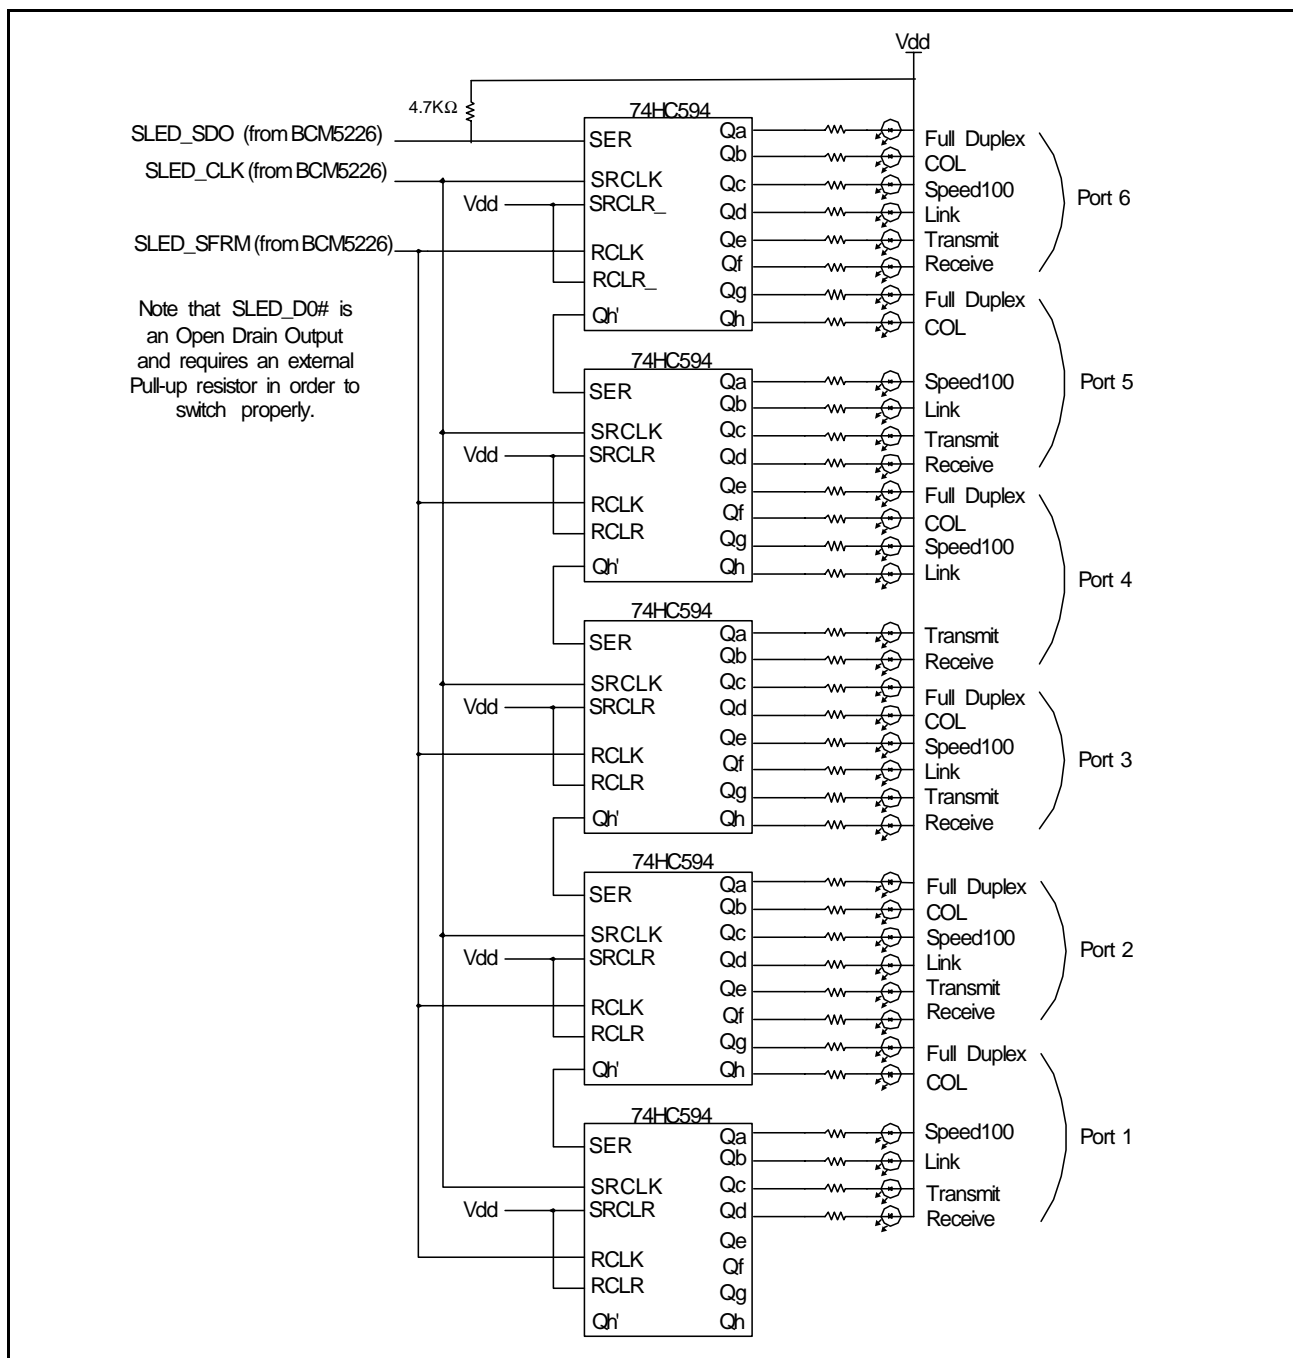 Vdd
4.7KΩ
74HC594
SLED_SDO (from BCM5226)
SER
Qa
Full Duplex
Qb
COL
SLED_CLK (from BCM5226)
SRCLK
Qc
Speed100
Port 6
Vdd
SRCLR_
Qd
Link
SLED_SFRM (from BCM5226)
RCLK
Qe
Transmit
Qf
Receive
RCLR_
Qg
Full Duplex
Qh'
Qh
COL
Note that SLED_D0# is
an Open Drain Output
and requires an external
Pull-up resistor in order to
switch properly.
74HC594
SER
Qa
Speed100
Port 5
Qb
Link
SRCLK
Qc
Transmit
Vdd
SRCLR
Qd
Receive
Qe
Full Duplex
RCLK
Qf
COL
RCLR
Qg
Speed100
Qh'
Qh
Link
Port 4
74HC594
SER
Qa
Transmit
Qb
Receive
SRCLK
Qc
Full Duplex
Vdd
SRCLR
Qd
COL
Qe
Speed100
RCLK
Qf
Link
Port 3
RCLR
Qg
Transmit
Qh'
Qh
Receive
74HC594
SER
Qa
Full Duplex
Qb
COL
SRCLK
Qc
Speed100
Port 2
Vdd
SRCLR
Qd
Link
Qe
Transmit
RCLK
Qf
Receive
RCLR
Qg
Full Duplex
Qh'
Qh
COL
74HC594
SER
Qa
Speed100
Port 1
Qb
Link
SRCLK
Qc
Transmit
Vdd
SRCLR
Qd
Receive
Qe
RCLK
Qf
RCLR
Qg
Qh'
Qh